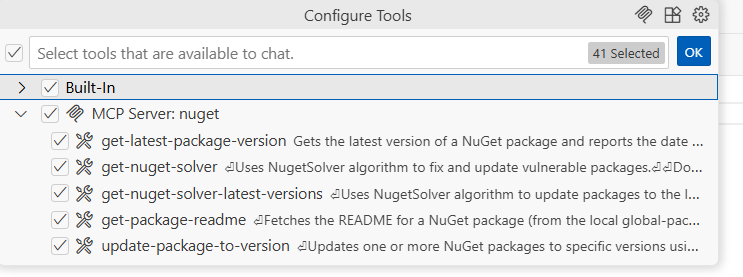 Configure Tools
Select tools that are available to chat. 41 Selected OK
Built-In
MCP Server: nuget
get-latest-package-version Gets the latest version of a NuGet package and reports the date ...
get-nuget-solver ⏎Uses NugetSolver algorithm to fix and update vulnerable packages.⏎⏎Do...
get-nuget-solver-latest-versions ⏎Uses NugetSolver algorithm to update packages to the l...
get-package-readme ⏎Fetches the README for a NuGet package (from the local global-pac...
update-package-to-version ⏎Updates one or more NuGet packages to specific versions usi...